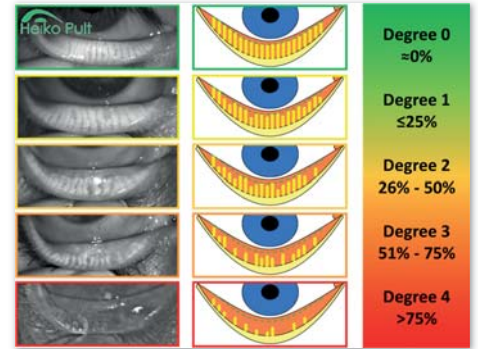 Heiko Pult
Degree 0
≈0%
Degree 1
≤25%
Degree 2
26% - 50%
Degree 3
51% - 75%
Degree 4
>75%